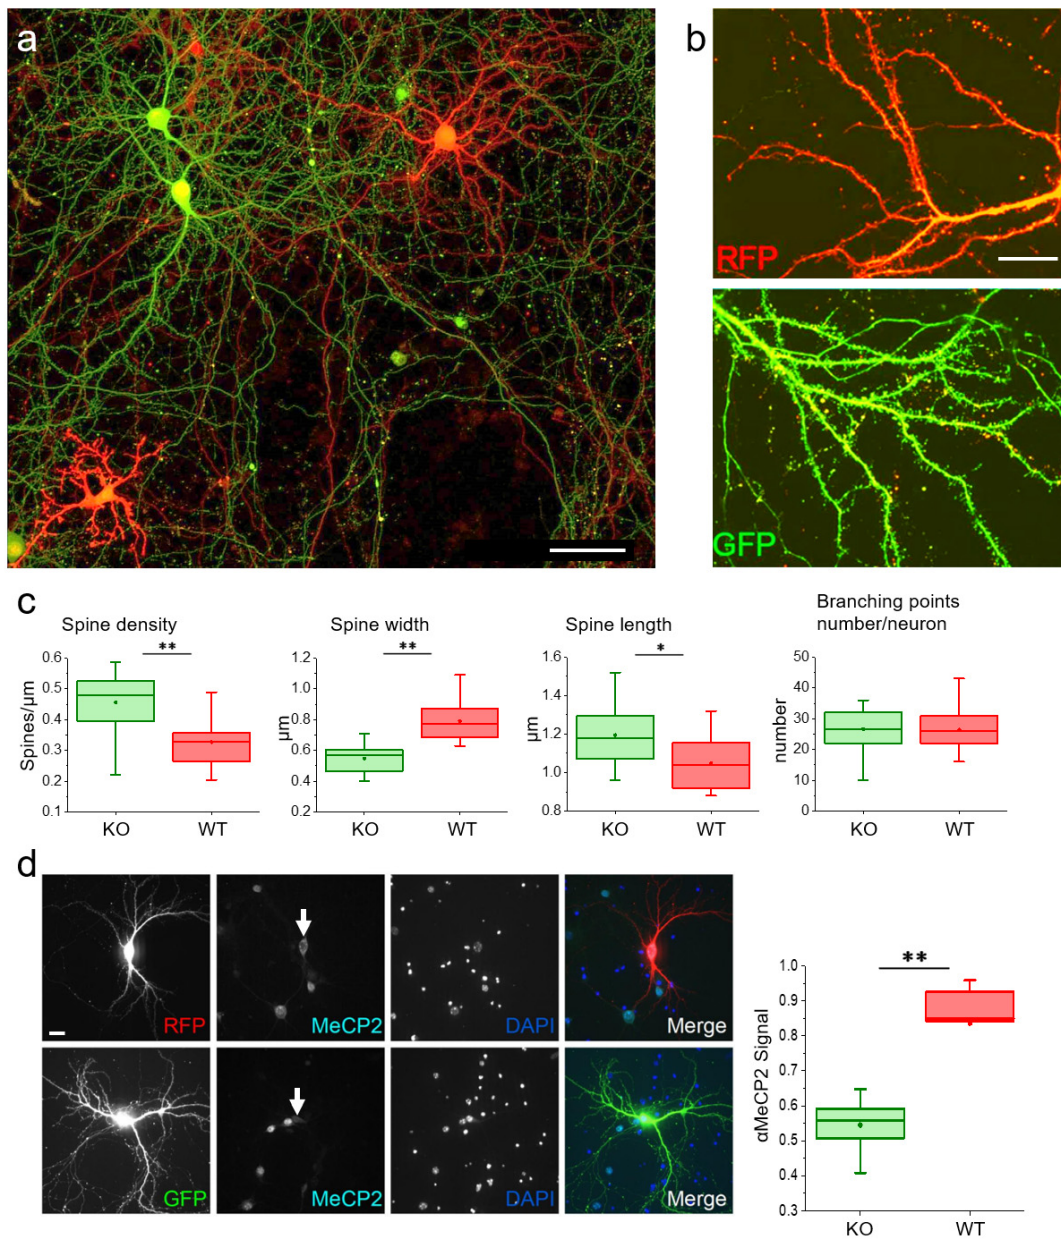 a
b
RFP
GFP
c
Spine density
**
Spines/µm
0.6
0.5
0.4
0.3
0.2
0.1
KO
WT
Spine width
**
µm
1.2
1.0
0.8
0.6
0.4
0.2
KO
WT
Spine length
*
µm
1.6
1.4
1.2
1.0
0.8
KO
WT
Branching points
number/neuron
number
50
40
30
20
10
0
KO
WT
d
RFP
MeCP2
DAPI
Merge
GFP
MeCP2
DAPI
Merge
**
αMeCP2 Signal
1.0
0.9
0.8
0.7
0.6
0.5
0.4
0.3
KO
WT